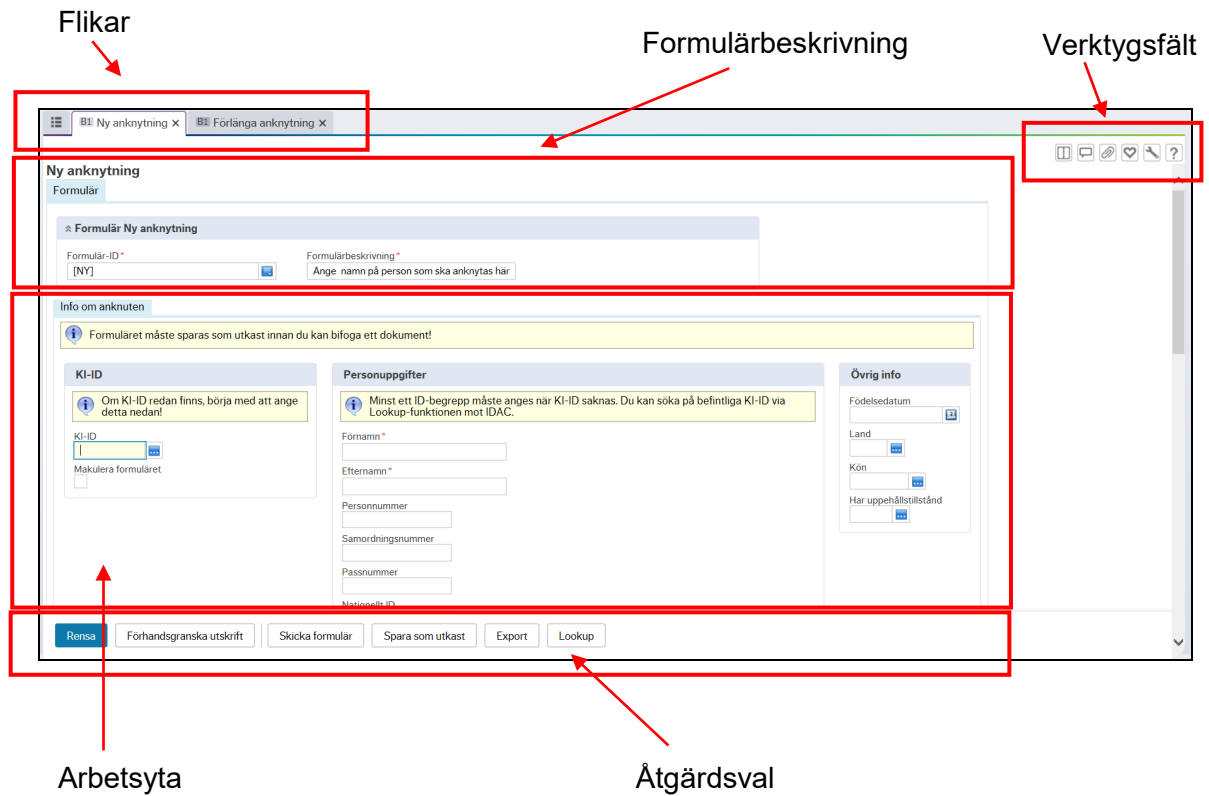 Flikar
Formulärbeskrivning
Verktygsfält
B1 Ny anknytning × B1 Förlänga anknytning ×
?
Ny anknytning
Formulär
Formulär Ny anknytning
Formulär-ID* Formulärbeskrivning*
[NY] Ange namn på person som ska anknytas här
Info om anknuten
Formuläret måste sparas som utkast innan du kan bifoga ett dokument!
KI-ID
Om KI-ID redan finns, börja med att ange
detta nedan!
KI-ID
Makulera formuläret
Personuppgifter
Minst ett ID-begrepp måste anges när KI-ID saknas. Du kan söka på befintliga KI-ID via
Lookup-funktionen mot IDAC.
Förnamn*
Efternamn*
Personnummer
Samordningsnummer
Passnummer
Nationellt ID
Övrig info
Födelsedatum
Land
Kön
Har uppehållstillstånd
Rensa Förhandsgranska utskrift Skicka formulär Spara som utkast Export Lookup
Arbetsyta
Åtgärdsval